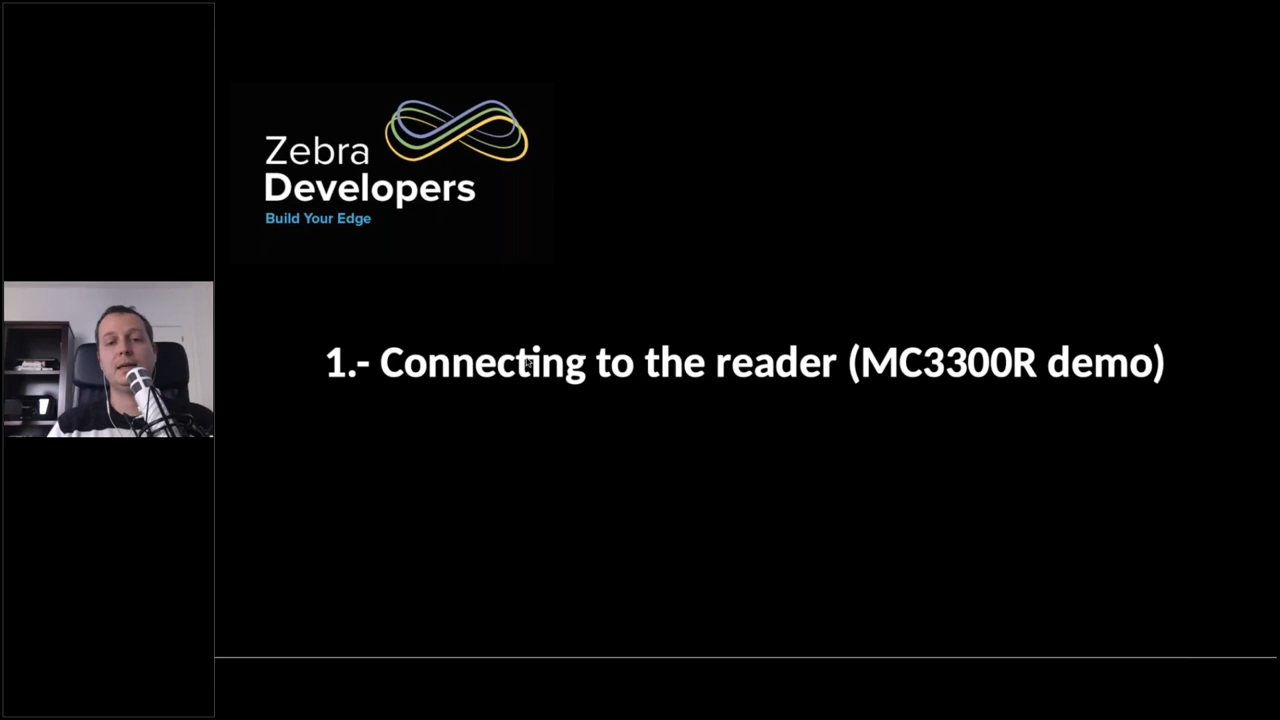 Zebra
Developers
Build Your Edge
1.- Connecting to the reader (MC3300R demo)